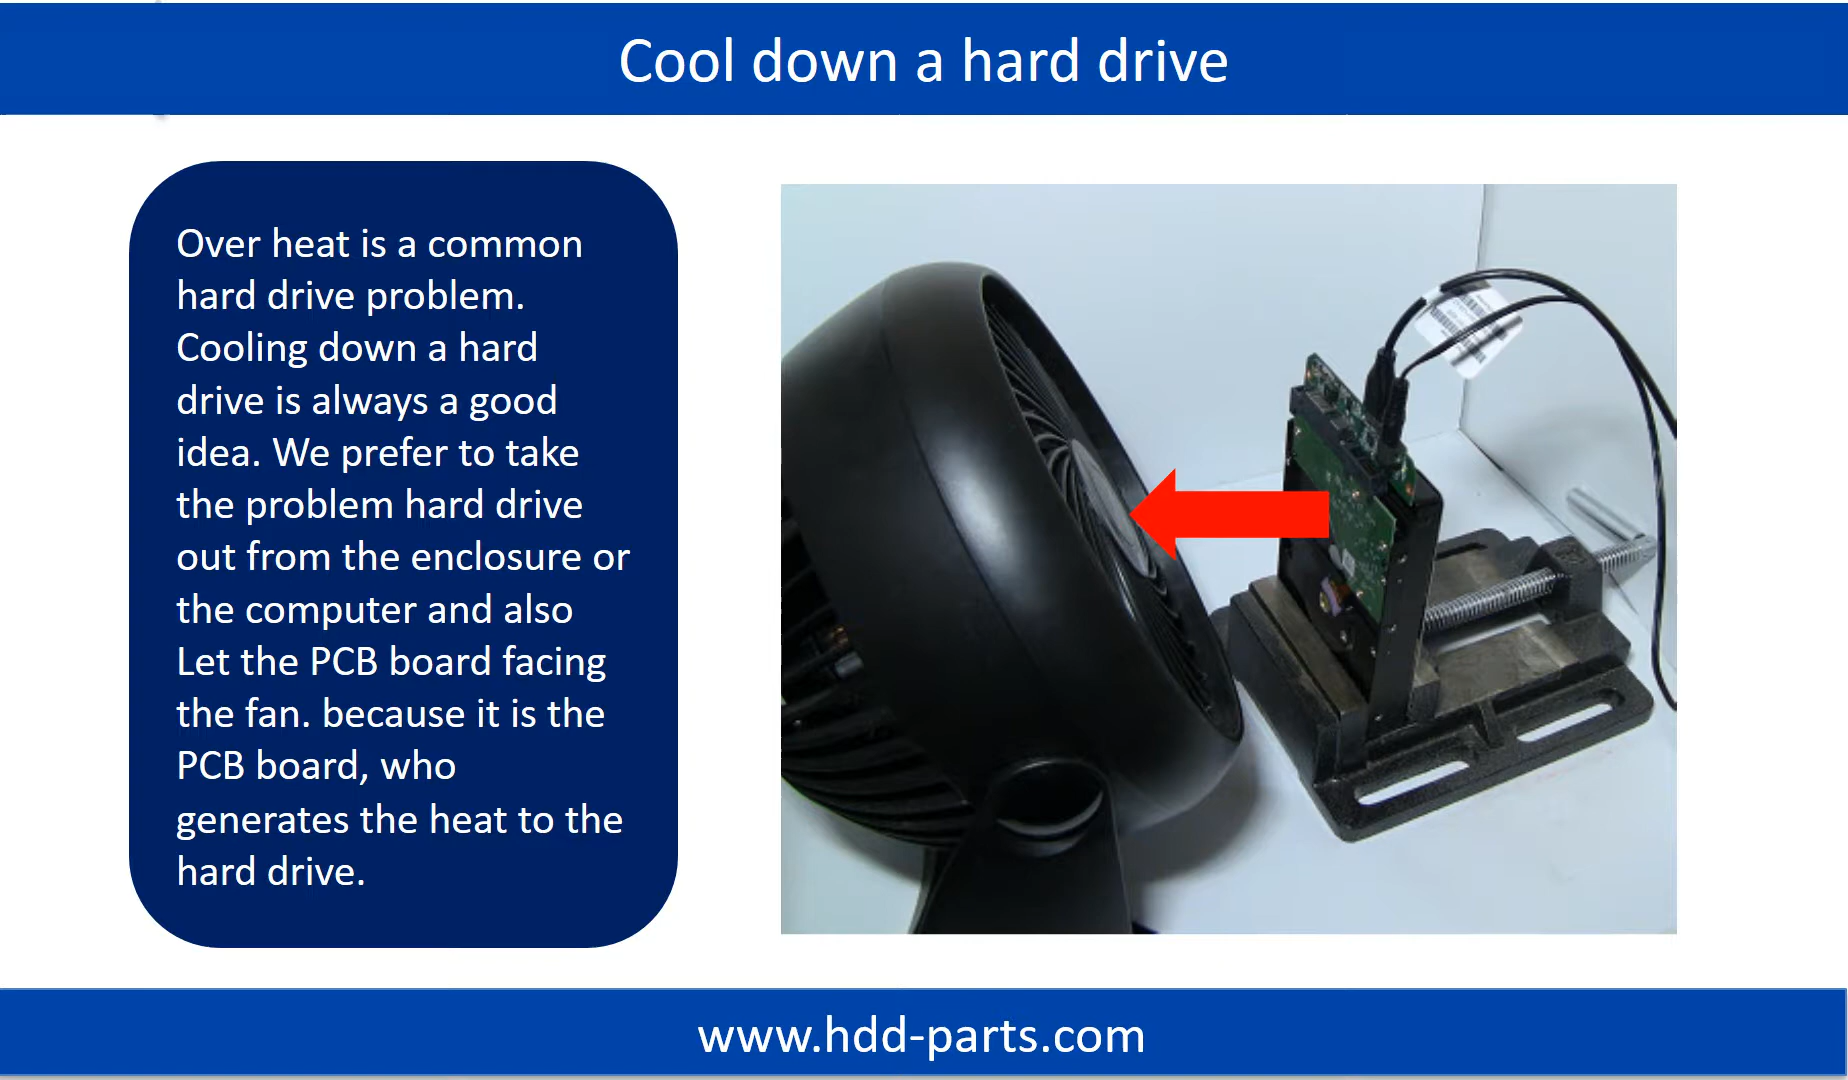 Cool down a hard drive
Over heat is a common
hard drive problem.
Cooling down a hard
drive is always a good
idea. We prefer to take
the problem hard drive
out from the enclosure or
the computer and also
Let the PCB board facing
the fan. because it is the
PCB board, who
generates the heat to the
hard drive.
www.hdd-parts.com